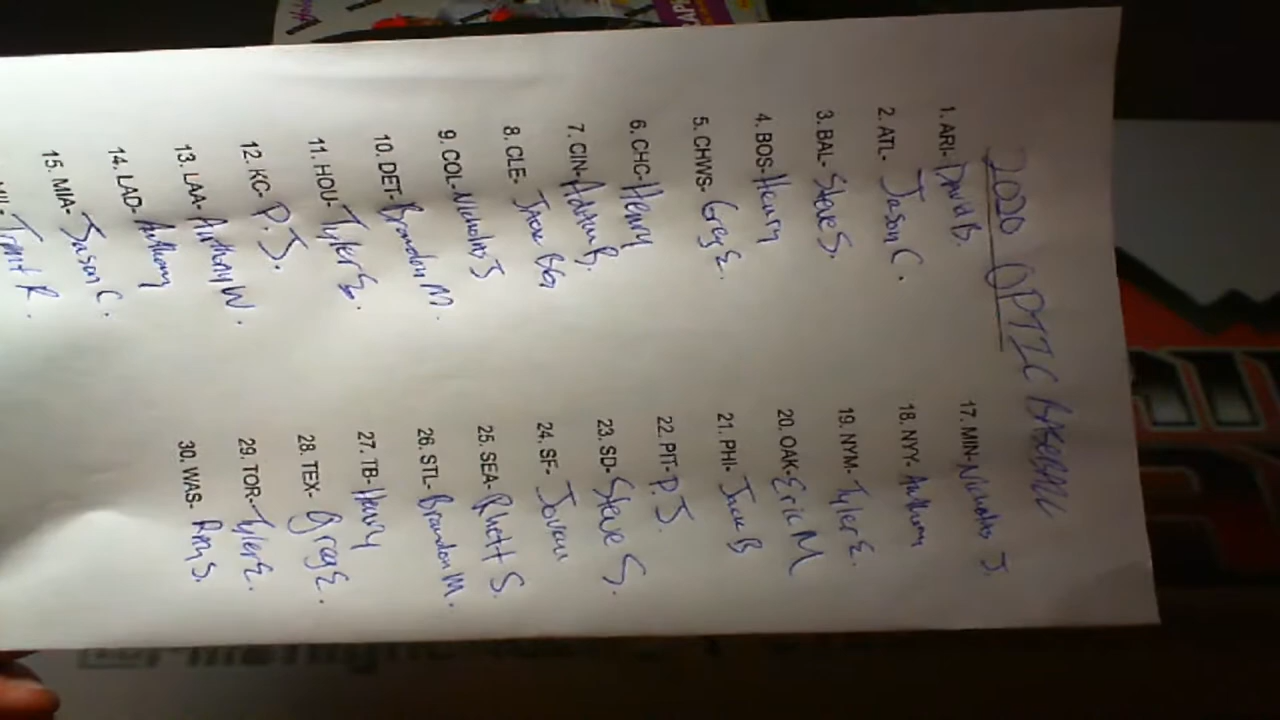 2020 OPTIC BASEBALL
1. ARI- David B.
2. ATL- Jason C.
3. BAL- Steve S.
4. BOS- Henry
5. CHWS- Greg E.
6. CHC- Henry
7. CIN- Adam B.
8. CLE- Jace B
9. COL- Nicholas J
10. DET- Brandon M.
11. HOU- Tyler E.
12. KC- P.J.
13. LAA- Anthony W.
14. LAD- Anthony
15. MIA- Jason C.
Trent R.
17. MIN- Nicholas J.
18. NYY- Anthony
19. NYM- Tyler E.
20. OAK- Eric M
21. PHI- Jace B
22. PIT- P.J.
23. SD- Steve S.
24. SF- Jovan
25. SEA- Rhett S.
26. STL- Brandon M.
27. TB- Henry
28. TEX- Greg E.
29. TOR- Tyler E.
30. WAS- S.